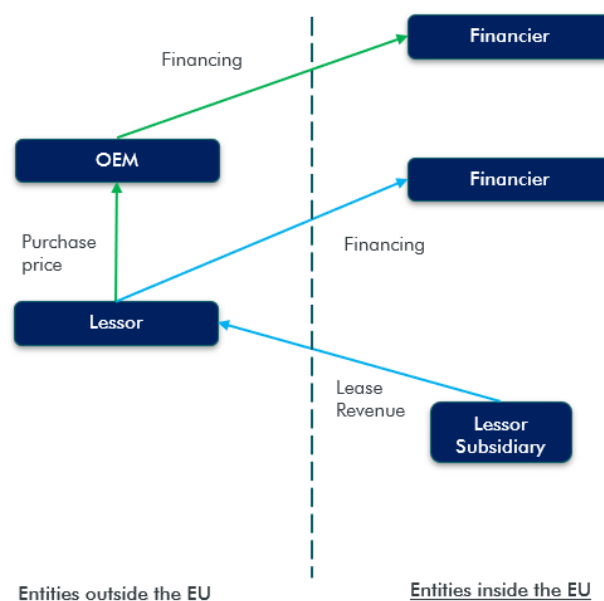 Financier
Financing
OEM
Financier
Purchase
price
Financing
Lessor
Lease
Revenue
Lessor
Subsidiary
Entities outside the EU
Entities inside the EU